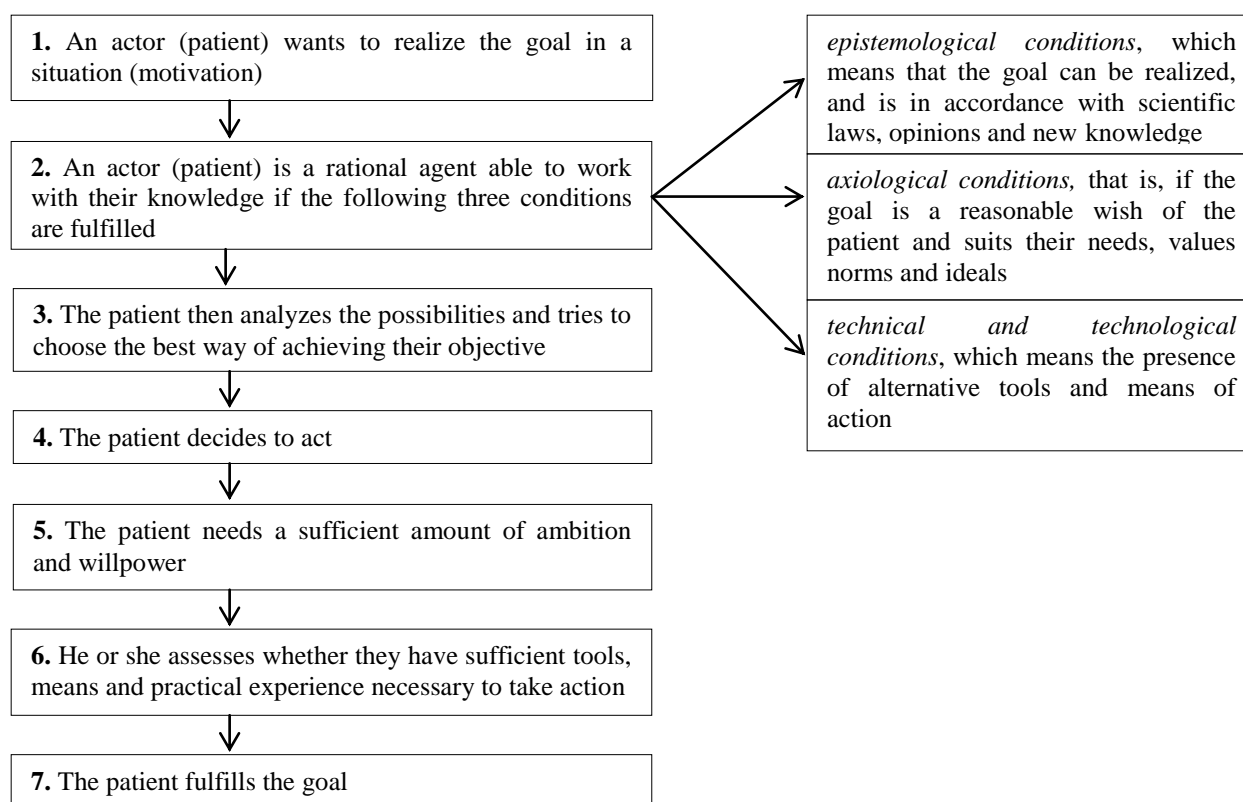 1. An actor (patient) wants to realize the goal in a
situation (motivation)
2. An actor (patient) is a rational agent able to work
with their knowledge if the following three conditions
are fulfilled
3. The patient then analyzes the possibilities and tries to
choose the best way of achieving their objective
4. The patient decides to act
5. The patient needs a sufficient amount of ambition
and willpower
6. He or she assesses whether they have sufficient tools,
means and practical experience necessary to take action
7. The patient fulfills the goal
epistemological conditions, which
means that the goal can be realized,
and is in accordance with scientific
laws, opinions and new knowledge
axiological conditions, that is, if the
goal is a reasonable wish of the
patient and suits their needs, values
norms and ideals
technical and technological
conditions, which means the presence
of alternative tools and means of
action